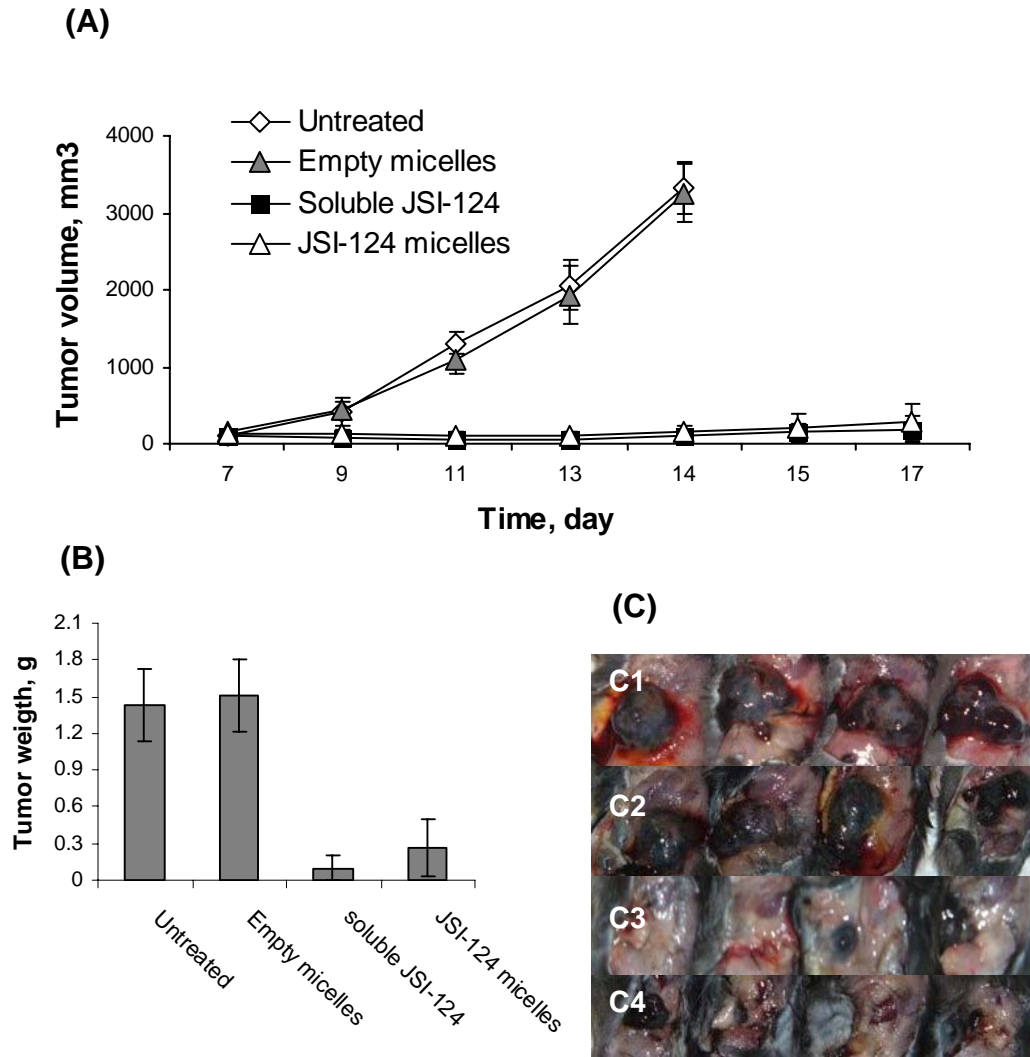 (A)
Untreated
Empty micelles
Soluble JSI-124
JSI-124 micelles
4000
3000
2000
1000
0
Tumor volume, mm3
7 9 11 13 14 15 17
Time, day
(B)
2.1
1.8
1.5
1.2
0.9
0.6
0.3
0
Tumor weigth, g
Untreated
Empty micelles
soluble JSI-124
JSI-124 micelles
(C)
C1
C2
C3
C4